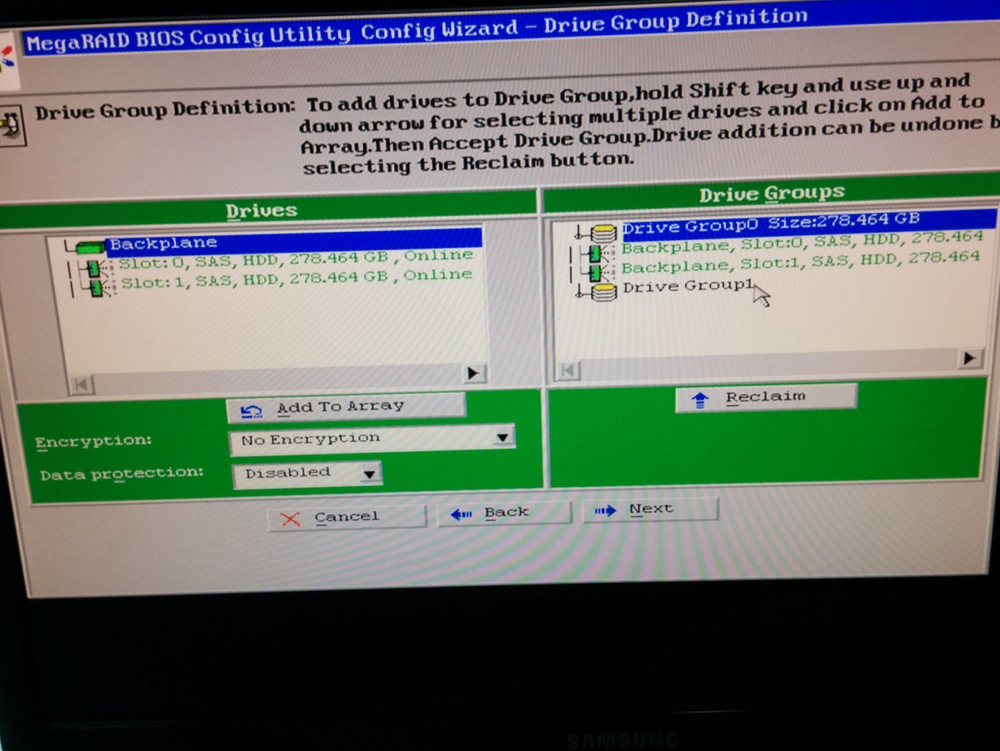 MegaRAID BIOS Config Utility Config Wizard - Drive Group Definition
Drive Group Definition: To add drives to Drive Group,hold Shift key and use up and
down arrow for selecting multiple drives and click on Add to
Array.Then Accept Drive Group.Drive addition can be undone b
selecting the Reclaim button.
Drives
Backplane
Slot: 0, SAS, HDD, 278.464 GB , Online
Slot: 1, SAS, HDD, 278.464 GB , Online
Drive Groups
Drive Group0 Size:278.464 GB
Backplane, Slot:0, SAS, HDD, 278.464
Backplane, Slot:1, SAS, HDD, 278.464
Drive Group1
Add To Array
Reclaim
Encryption: No Encryption
Data protection: Disabled
Cancel
Back
Next
SAMSUNG